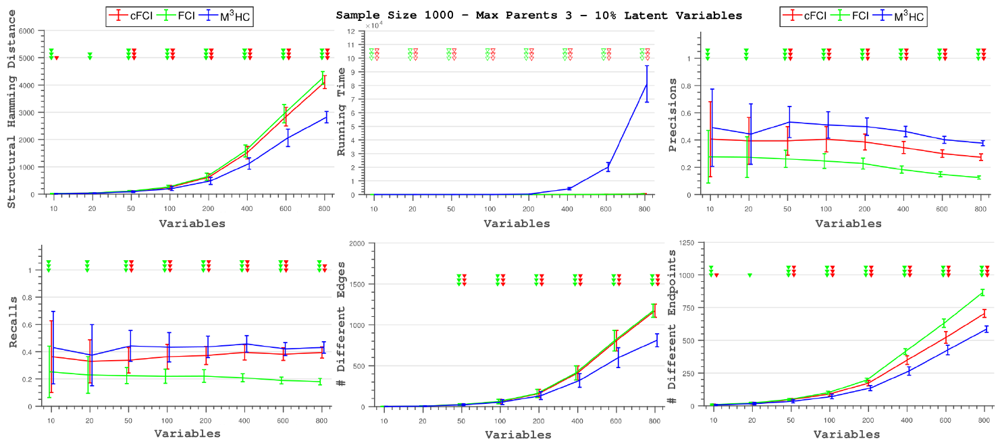 cFCI FCI M³HC
Sample Size 1000 – Max Parents 3 – 10% Latent Variables
cFCI FCI M³HC
Structural Hamming Distance
6000
5000
4000
3000
2000
1000
0
10 20 50 100 200 400 600 800
Variables
Running Time
×10⁴
12
11
10
9
8
7
6
5
4
3
2
1
0
10 20 50 100 200 400 600 800
Variables
Precisions
1
0.8
0.6
0.4
0.2
0
10 20 50 100 200 400 600 800
Variables
Recalls
1
0.8
0.6
0.4
0.2
0
10 20 50 100 200 400 600 800
Variables
# Different Edges
2000
1500
1000
500
0
10 20 50 100 200 400 600 800
Variables
# Different Endpoints
1250
1000
750
500
250
0
10 20 50 100 200 400 600 800
Variables